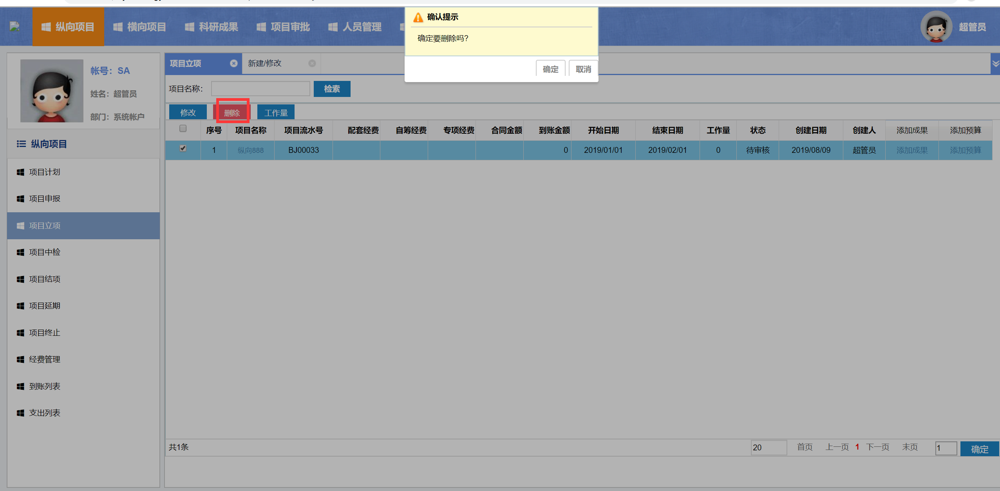 纵向项目 横向项目 科研成果 项目审批 人员管理 超管员
确认提示
确定要删除吗?
确定 取消
帐号：SA
姓名：超管员
部门：系统帐户
纵向项目
项目计划
项目申报
项目立项
项目中检
项目结项
项目延期
项目终止
经费管理
到账列表
支出列表
项目立项 新建/修改
项目名称： 检索
修改 删除 工作量
序号 项目名称 项目流水号 配套经费 自筹经费 专项经费 合同金额 到账金额 开始日期 结束日期 工作量 状态 创建日期 创建人 添加成果 添加预算
1 纵向888 BJ00033 0 2019/01/01 2019/02/01 0 待审核 2019/08/09 超管员 添加成果 添加预算
共1条 20 首页 上一页 1 下一页 末页 1 确定